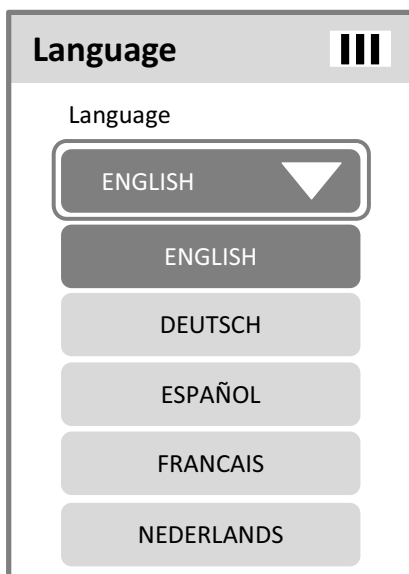 Language
Language
ENGLISH
ENGLISH
DEUTSCH
ESPAÑOL
FRANCAIS
NEDERLANDS